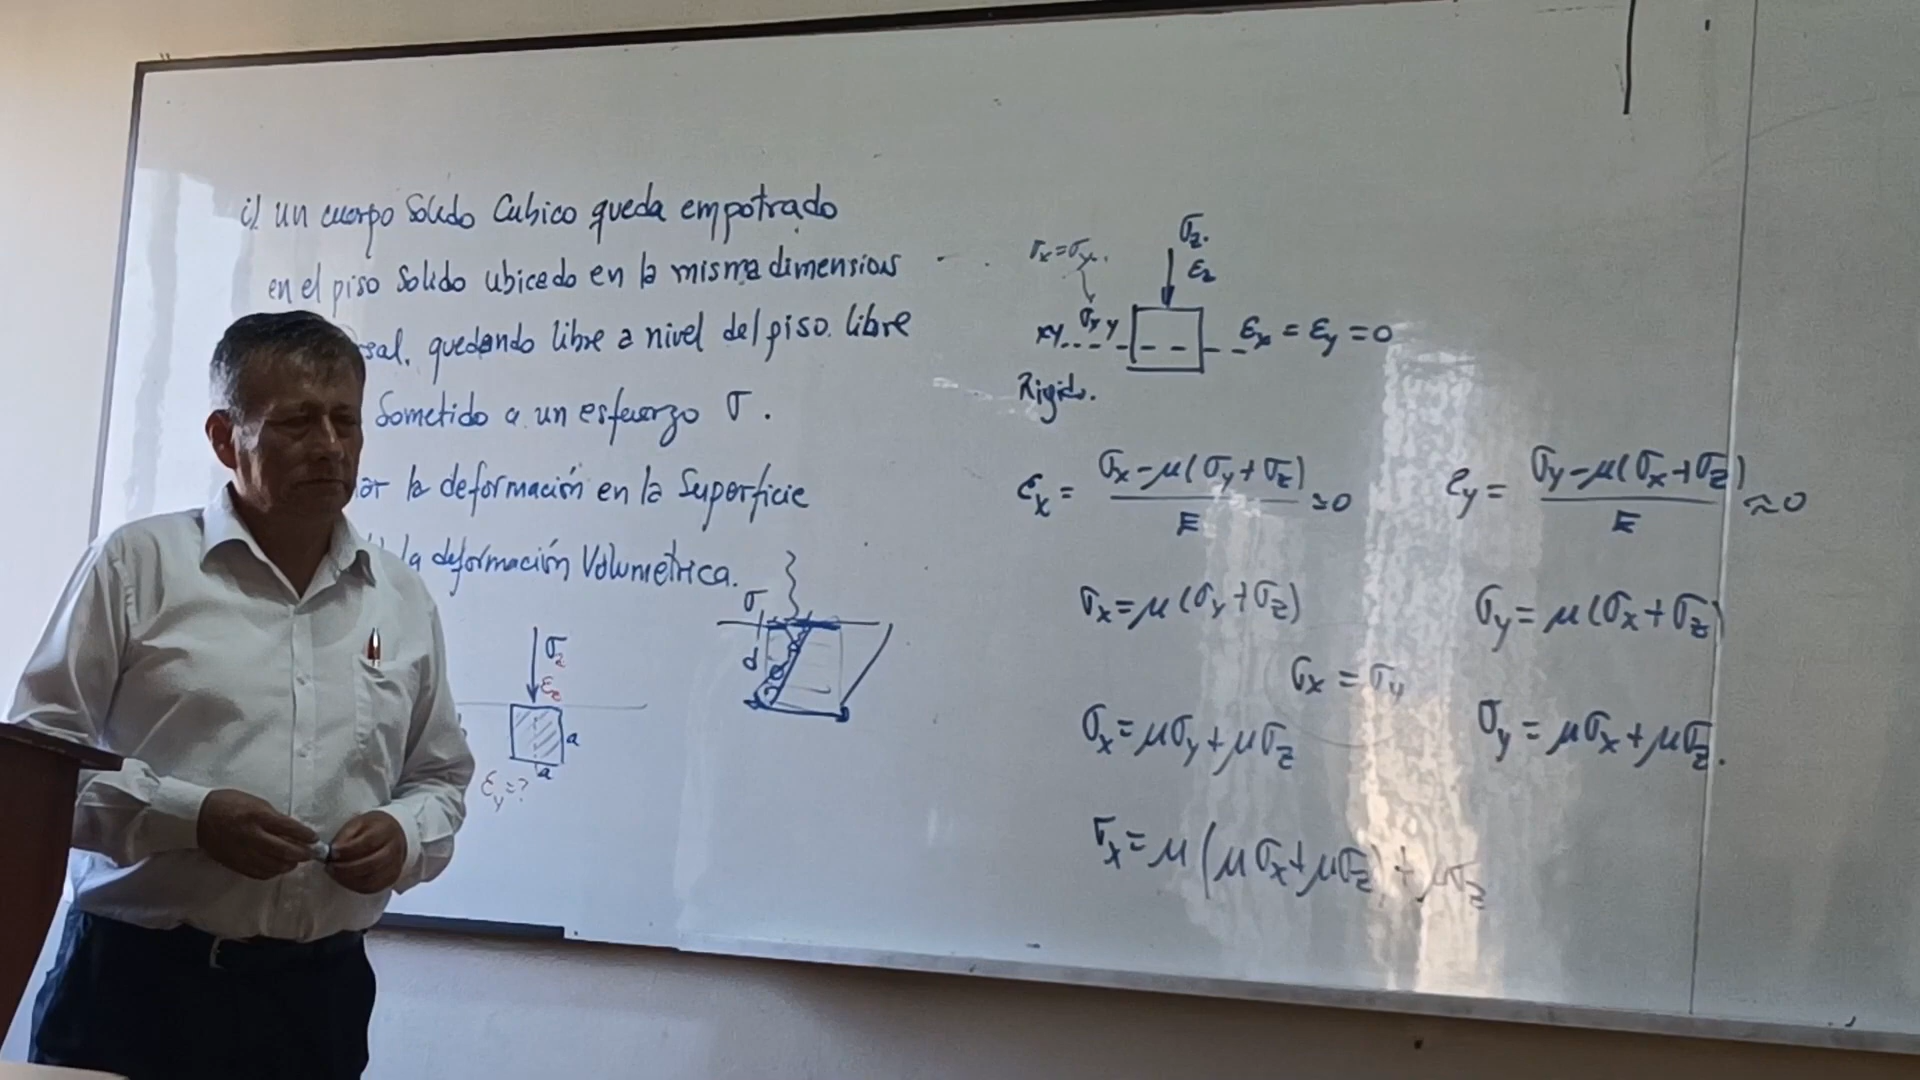 i) un cuerpo Solido Cubico queda empotrado
en el piso Solido ubicado en la misma dimensions
sal, quedando libre a nivel del piso. libre
Sometido a un esfuerzo σ.
ar la deformación en la Superficie
la deformación Volumetrica.
σ
d
σz
εz
a
a
εy=?
σx=σy.
σz.
εz
xy
σx y
εx = εy = 0
Rigido.
εx = σx-μ(σy+σz)/E ≈0
εy = σy-μ(σx+σz)/E ≈0
σx=μ(σy+σz)
σy=μ(σx+σz)
σx = σy
σx=μσy+μσz
σy=μσx+μσz.
σx=μ(μσx+μσz)+μσz